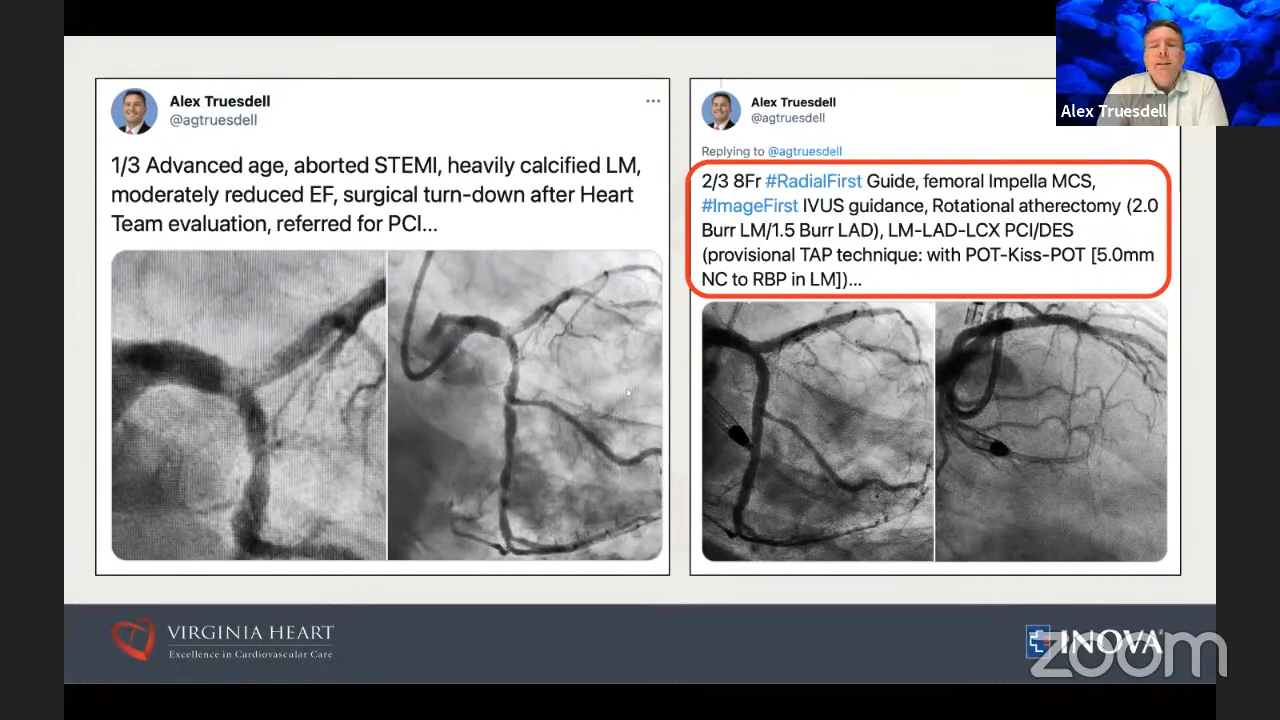 Alex Truesdell
@agtruesdell
1/3 Advanced age, aborted STEMI, heavily calcified LM,
moderately reduced EF, surgical turn-down after Heart
Team evaluation, referred for PCI...
Alex Truesdell
@agtruesdell
Replying to @agtruesdell
2/3 8Fr #RadialFirst Guide, femoral Impella MCS,
#ImageFirst IVUS guidance, Rotational atherectomy (2.0
Burr LM/1.5 Burr LAD), LM-LAD-LCX PCI/DES
(provisional TAP technique: with POT-Kiss-POT [5.0mm
NC to RBP in LM])...
Alex Truesdell
VIRGINIA HEART
Excellence in Cardiovascular Care
INOVA
zoom